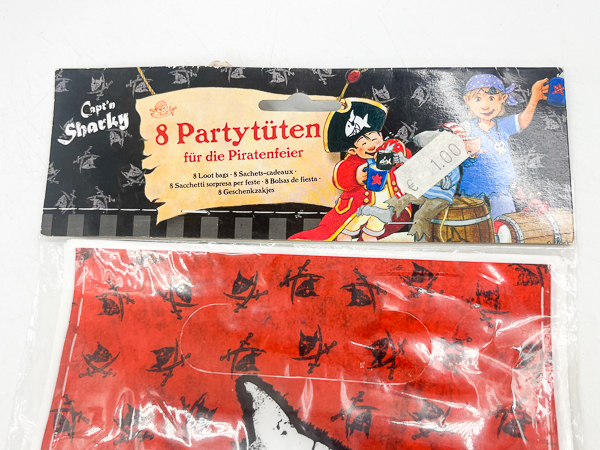 Capt'n
Sharky
8 Partytüten
für die Piratenfeier
8 Loot bags · 8 Sachets-cadeaux ·
8 Sacchetti sorpresa per feste · 8 Bolsas de fiesta ·
8 Geschenkzakjes
€ 1.00